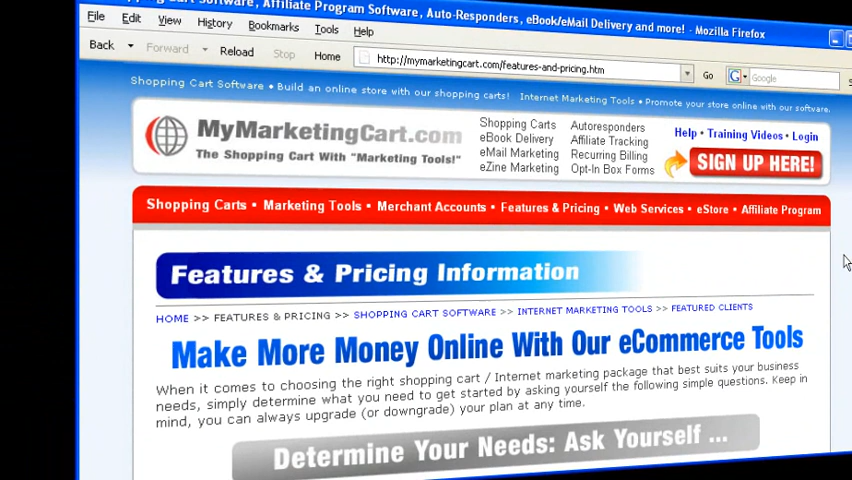 Shopping Cart Software, Affiliate Program Software, Auto-Responders, eBook/eMail Delivery and more! - Mozilla Firefox
File Edit View History Bookmarks Tools Help
Back Forward Reload Stop Home http://mymarketingcart.com/features-and-pricing.htm Go Google
Shopping Cart Software • Build an online store with our shopping carts! Internet Marketing Tools • Promote your store online with our software.
MyMarketingCart.com
The Shopping Cart With "Marketing Tools!"
Shopping Carts Autoresponders
eBook Delivery Affiliate Tracking
eMail Marketing Recurring Billing
eZine Marketing Opt-In Box Forms
Help • Training Videos • Login
SIGN UP HERE!
Shopping Carts • Marketing Tools • Merchant Accounts • Features & Pricing • Web Services • eStore • Affiliate Program
Features & Pricing Information
HOME >> FEATURES & PRICING >> SHOPPING CART SOFTWARE >> INTERNET MARKETING TOOLS >> FEATURED CLIENTS
Make More Money Online With Our eCommerce Tools
When it comes to choosing the right shopping cart / Internet marketing package that best suits your business
needs, simply determine what you need to get started by asking yourself the following simple questions. Keep in
mind, you can always upgrade (or downgrade) your plan at any time.
Determine Your Needs: Ask Yourself ...